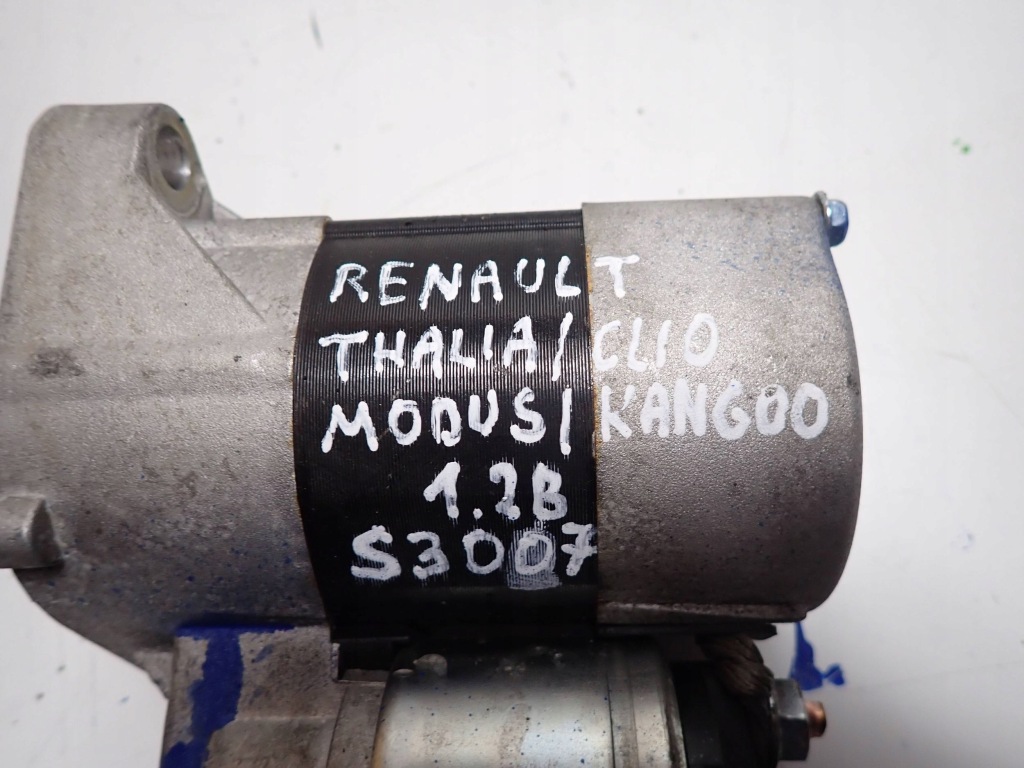 RENAULT
THALIA/CLIO
MODUS/KANGOO
1.2B
S3007